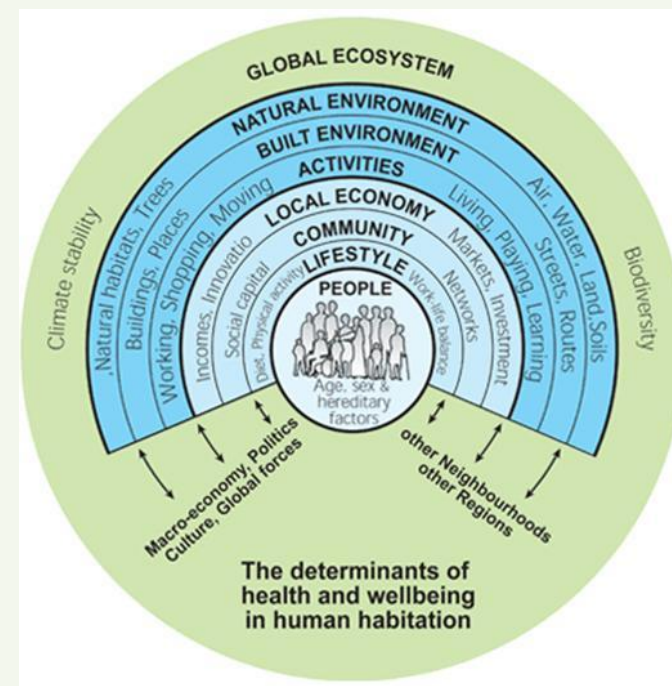 GLOBAL ECOSYSTEM
Climate stability
Biodiversity
NATURAL ENVIRONMENT
,Natural habitats, Trees
Air, Water, Land, Soils
BUILT ENVIRONMENT
Buildings, Places
Streets, Routes
ACTIVITIES
Working, Shopping, Moving
Living, Playing, Learning
LOCAL ECONOMY
Incomes, Innovatio
Markets, Investment
COMMUNITY
Social capital
Networks
LIFESTYLE
Diet, Physical activity
Work-life balance
PEOPLE
Age, sex &
hereditary
factors
Macro-economy, Politics
Culture, Global forces
other Neighbourhoods
other Regions
The determinants of
health and wellbeing
in human habitation